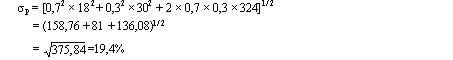 σP = [0,7² × 18² + 0,3² × 30² + 2 × 0,7 × 0,3 × 324]^1/2
= (158,76 + 81 + 136,08)^1/2
= √375,84 = 19,4%